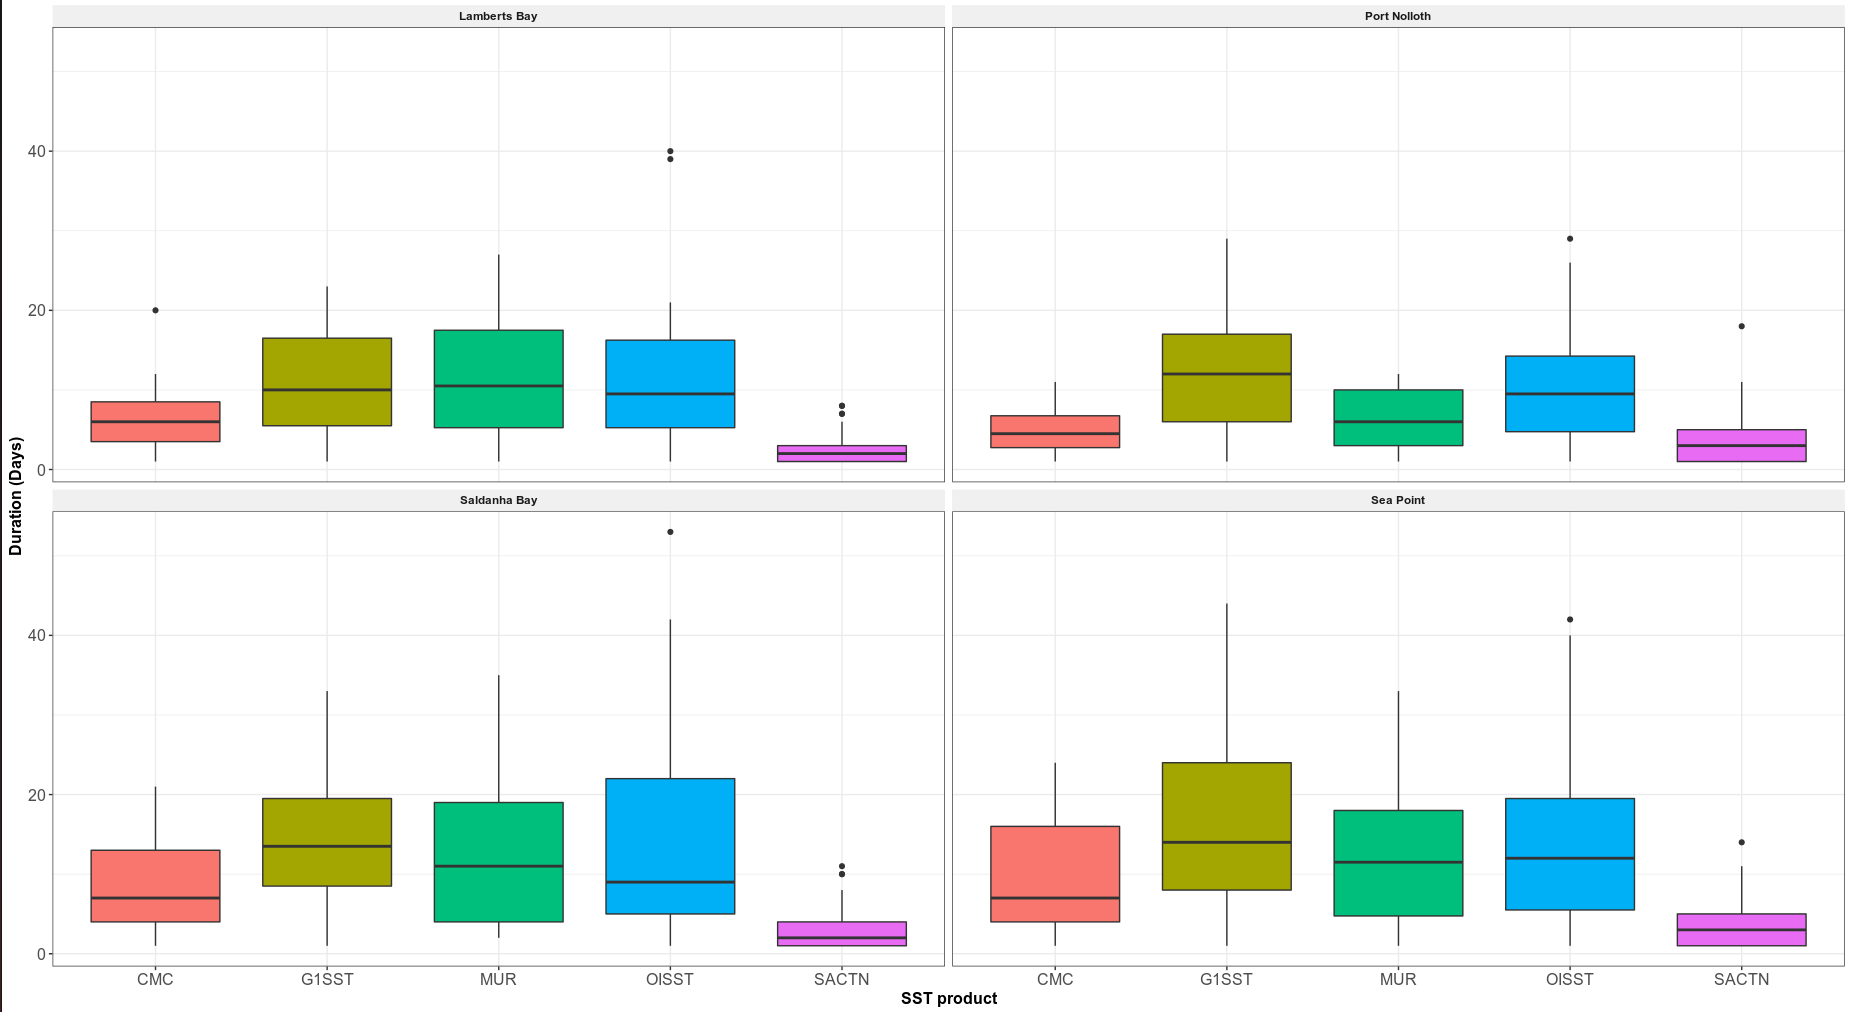 Lamberts Bay
Port Nolloth
40
20
0
Saldanha Bay
Sea Point
40
20
0
Duration (Days)
CMC G1SST MUR OISST SACTN CMC G1SST MUR OISST SACTN
SST product